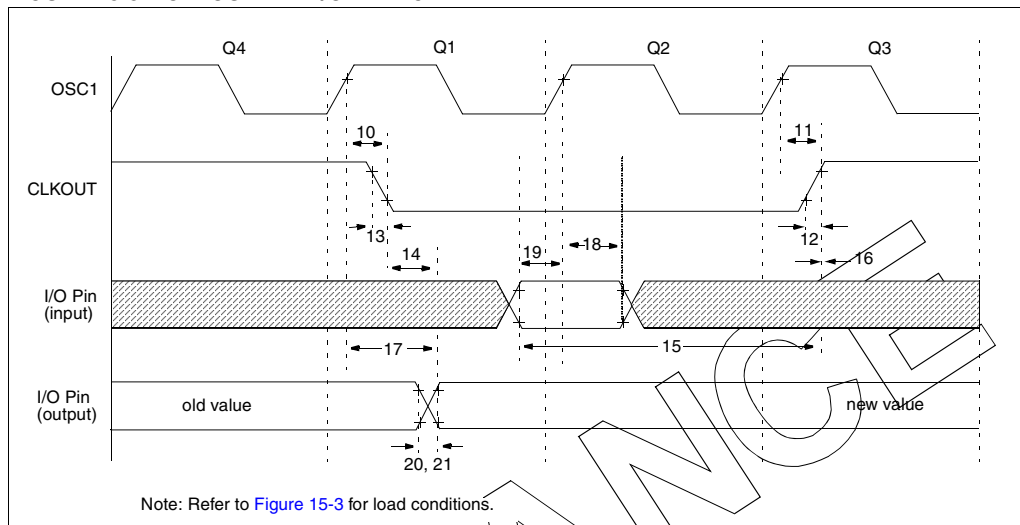 Q4 Q1 Q2 Q3
OSC1
10 11
CLKOUT
13 12
14 19 18 16
I/O Pin
(input)
17 15
I/O Pin
(output)
old value new value
20, 21
Note: Refer to Figure 15-3 for load conditions.